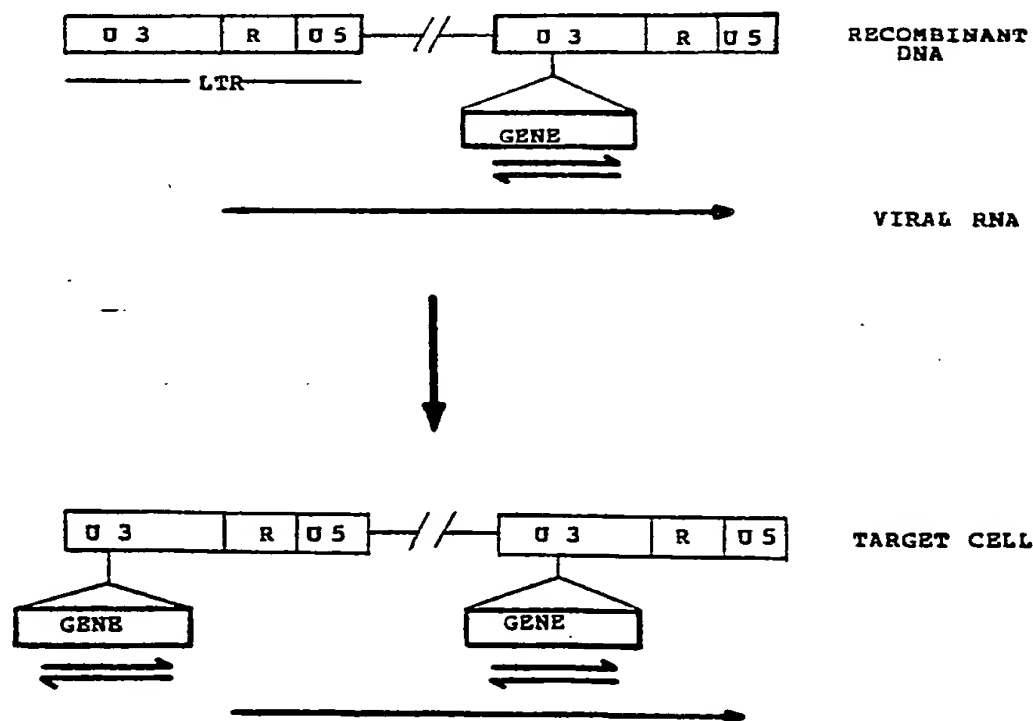 U 3 R U 5 U 3 R U 5 RECOMBINANT
DNA
LTR
GENE
VIRAL RNA
U 3 R U 5 U 3 R U 5 TARGET CELL
GENE GENE